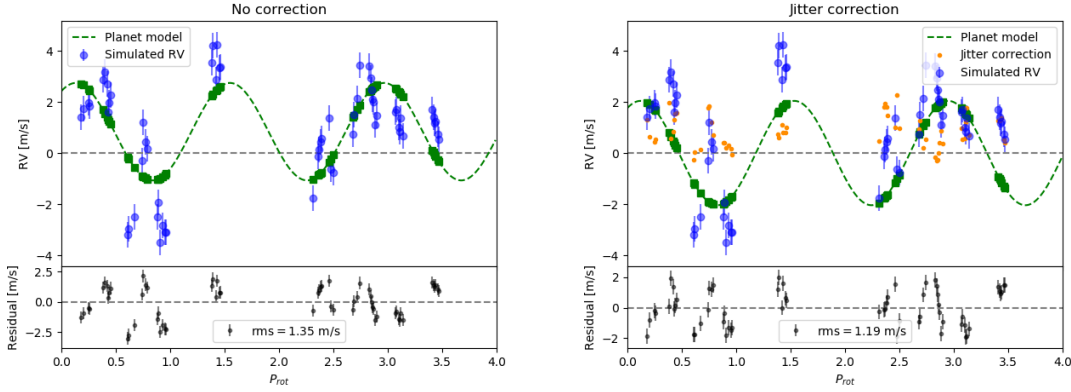 No correction
Planet model
Simulated RV
RV [m/s]
4
2
0
−2
−4
Residual [m/s]
2.5
0.0
−2.5
rms = 1.35 m/s
0.0 0.5 1.0 1.5 2.0 2.5 3.0 3.5 4.0
P_rot
Jitter correction
Planet model
Jitter correction
Simulated RV
RV [m/s]
4
2
0
−2
−4
Residual [m/s]
2
0
−2
rms = 1.19 m/s
0.0 0.5 1.0 1.5 2.0 2.5 3.0 3.5 4.0
P_rot